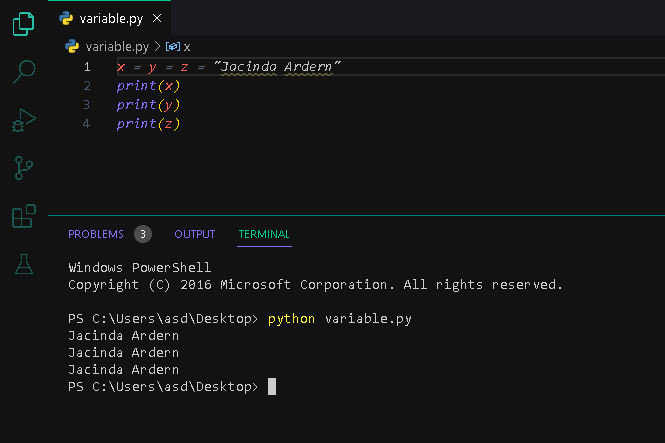 variable.py ×
variable.py > x
1 x = y = z = "Jacinda Ardern"
2 print(x)
3 print(y)
4 print(z)
PROBLEMS 3 OUTPUT TERMINAL
Windows PowerShell
Copyright (C) 2016 Microsoft Corporation. All rights reserved.
PS C:\Users\asd\Desktop> python variable.py
Jacinda Ardern
Jacinda Ardern
Jacinda Ardern
PS C:\Users\asd\Desktop>